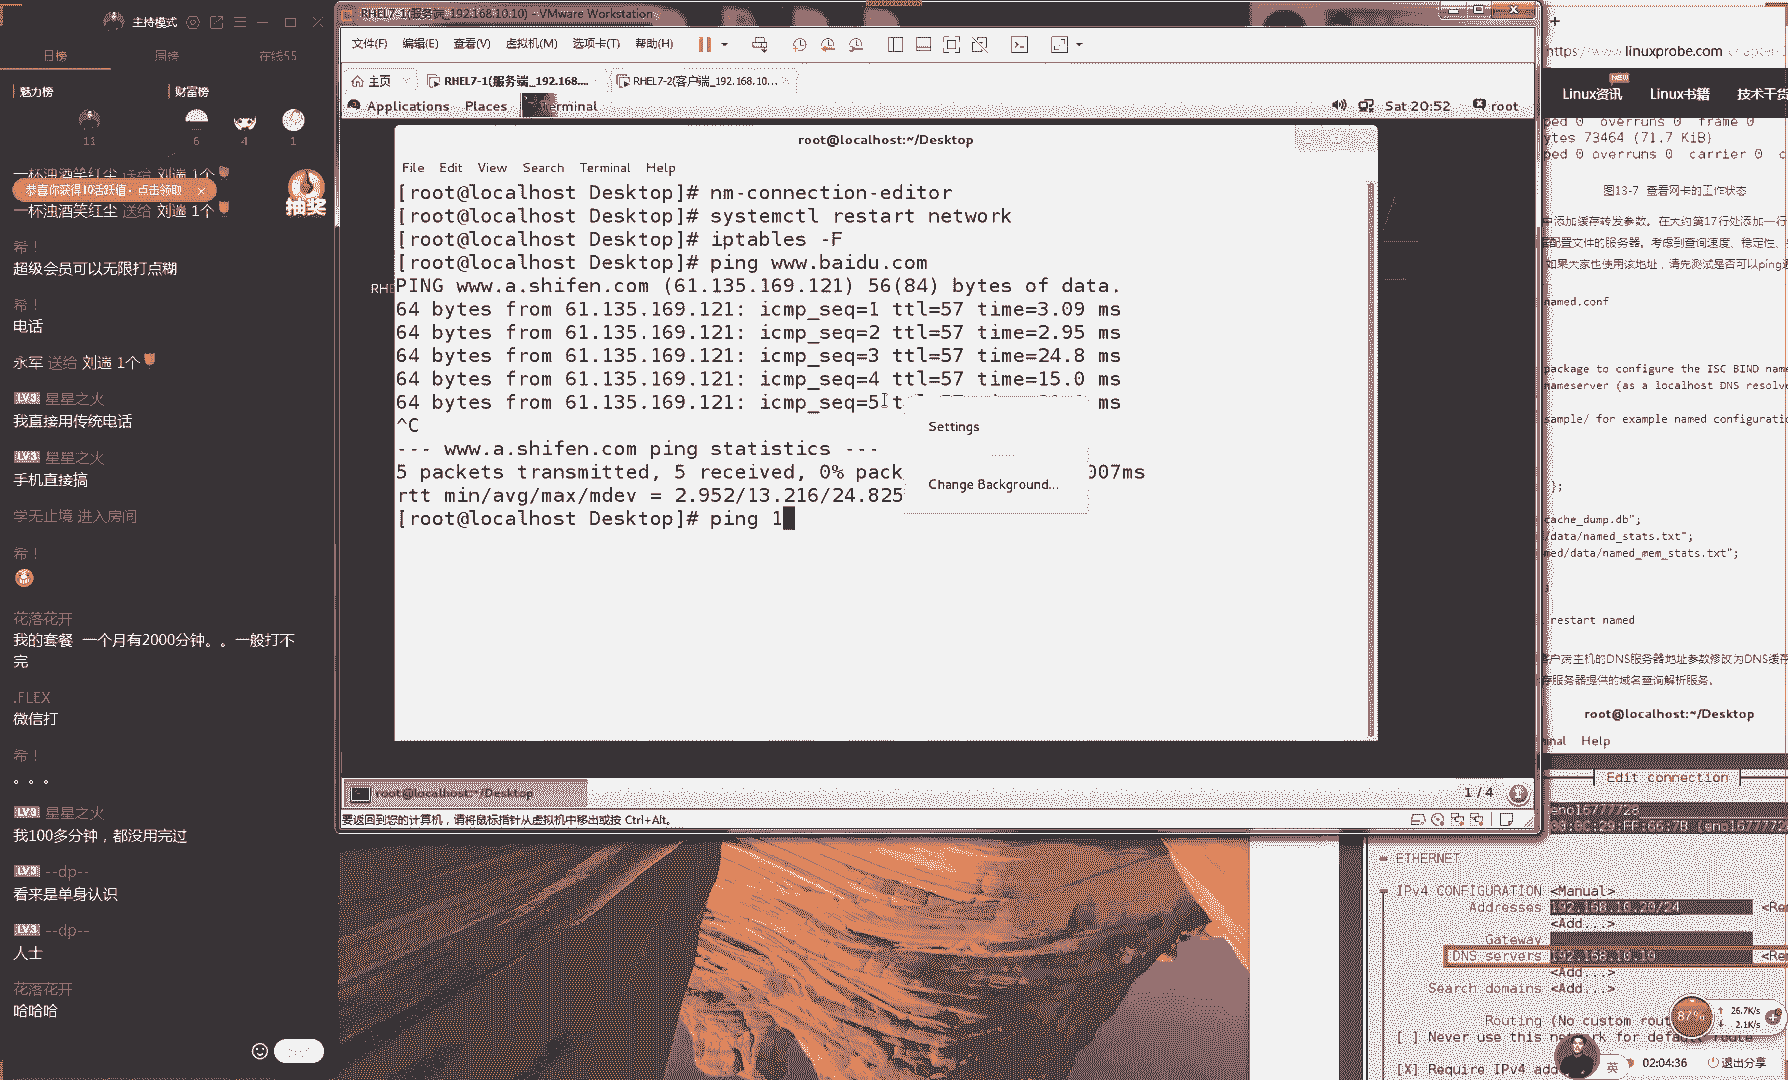 主持模式
日榜 周榜 在线55
魅力榜 财富榜
11 6 4 1
一杯浊酒笑红尘 送给 刘遄 1个
恭喜你获得10活跃值，点击领取 ×
抽奖
一杯浊酒笑红尘 送给 刘遄 1个
希！
超级会员可以无限打点糊
希！
电话
永军 送给 刘遄 1个
LV3 星星之火
我直接用传统电话
LV3 星星之火
手机直接搞
学无止境 进入房间
希！
花落花开
我的套餐 一个月有2000分钟。。一般打不
完
.FLEX
微信打
希！
。。。
LV3 星星之火
我100多分钟，都没用完过
LV3 --dp--
看来是单身认识
LV3 --dp--
人士
花落花开
哈哈哈
RHEL7-1(服务端_192.168.10.10) - VMware Workstation
文件(F) 编辑(E) 查看(V) 虚拟机(M) 选项卡(T) 帮助(H)
主页 RHEL7-1(服务端_192.168.... RHEL7-2(客户端_192.168.10...
Applications Places Terminal Sat 20:52 root
root@localhost:~/Desktop
File Edit View Search Terminal Help
[root@localhost Desktop]# nm-connection-editor
[root@localhost Desktop]# systemctl restart network
[root@localhost Desktop]# iptables -F
[root@localhost Desktop]# ping www.baidu.com
RHE
PING www.a.shifen.com (61.135.169.121) 56(84) bytes of data.
64 bytes from 61.135.169.121: icmp_seq=1 ttl=57 time=3.09 ms
64 bytes from 61.135.169.121: icmp_seq=2 ttl=57 time=2.95 ms
64 bytes from 61.135.169.121: icmp_seq=3 ttl=57 time=24.8 ms
64 bytes from 61.135.169.121: icmp_seq=4 ttl=57 time=15.0 ms
64 bytes from 61.135.169.121: icmp_seq=5 t ms
^C
--- www.a.shifen.com ping statistics ---
5 packets transmitted, 5 received, 0% pack 007ms
rtt min/avg/max/mdev = 2.952/13.216/24.825
[root@localhost Desktop]# ping 1
Settings
Change Background...
root@localhost:~/Desktop
1 / 4
要返回到您的计算机，请将鼠标指针从虚拟机中移出或按 Ctrl+Alt。
https://www.linuxprobe.com
NEW
Linux资讯 Linux书籍 技术干货
ped 0 overruns 0 frame 0
ytes 73464 (71.7 KiB)
ped 0 overruns 0 carrier 0 c
图13-7 查看网卡的工作状态
中添加缓存转发参数。在大约第17行处添加一行
配置文件的服务器。考虑到查询速度、稳定性、
如果大家也使用该地址，请先测试是否可以ping通
named.conf
package to configure the ISC BIND name
nameserver (as a localhost DNS resolve
sample/ for example named configuratio
};
cache_dump.db";
/data/named_stats.txt";
med/data/named_mem_stats.txt";
restart named
客户端主机的DNS服务器地址参数修改为DNS缓存
存服务器提供的域名查询解析服务。
root@localhost:~/Desktop
inal Help
Edit connection
eno16777728
00:0C:29:FF:66:7B (eno1677772
ETHERNET
IPv4 CONFIGURATION <Manual>
Addresses 192.168.10.20/24 <Re
<Add...>
Gateway
DNS servers 192.168.10.10 <Re
<Add...>
Search domains <Add...>
Routing (No custom rout
[ ] Never use this network for default route
[X] Require IPv4 add
87% 26.7K/s
2.1K/s
英 02:04:36 退出分享